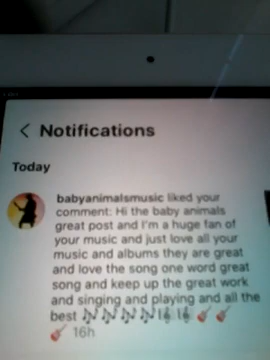 < Notifications
Today
babyanimalsmusic liked your
comment: Hi the baby animals
great post and I'm a huge fan of
your music and just love all your
music and albums they are great
and love the song one word great
song and keep up the great work
and singing and playing and all the
best 🎶🎶🎶🎶🎼🎼🎸🎸
🎸 16h